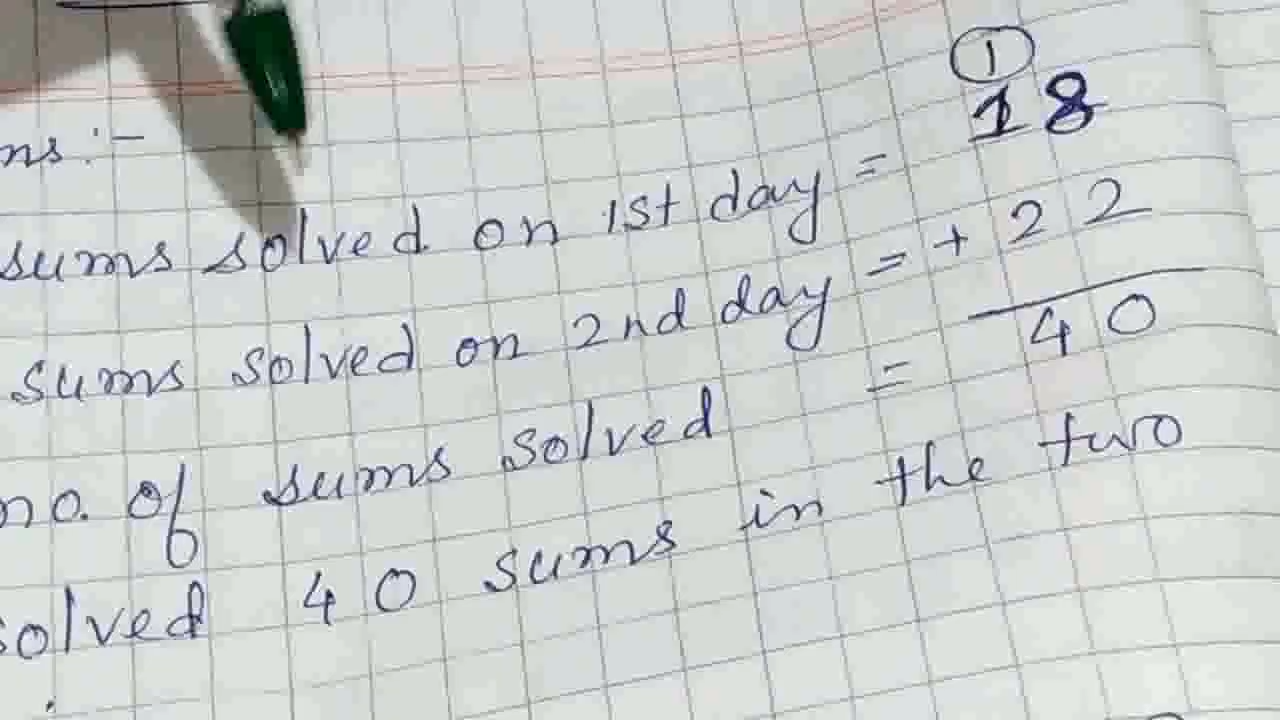 1
ns :-
18
sums solved on 1st day =
sums solved on 2nd day = + 22
no. of sums solved = 40
solved 40 sums in the two